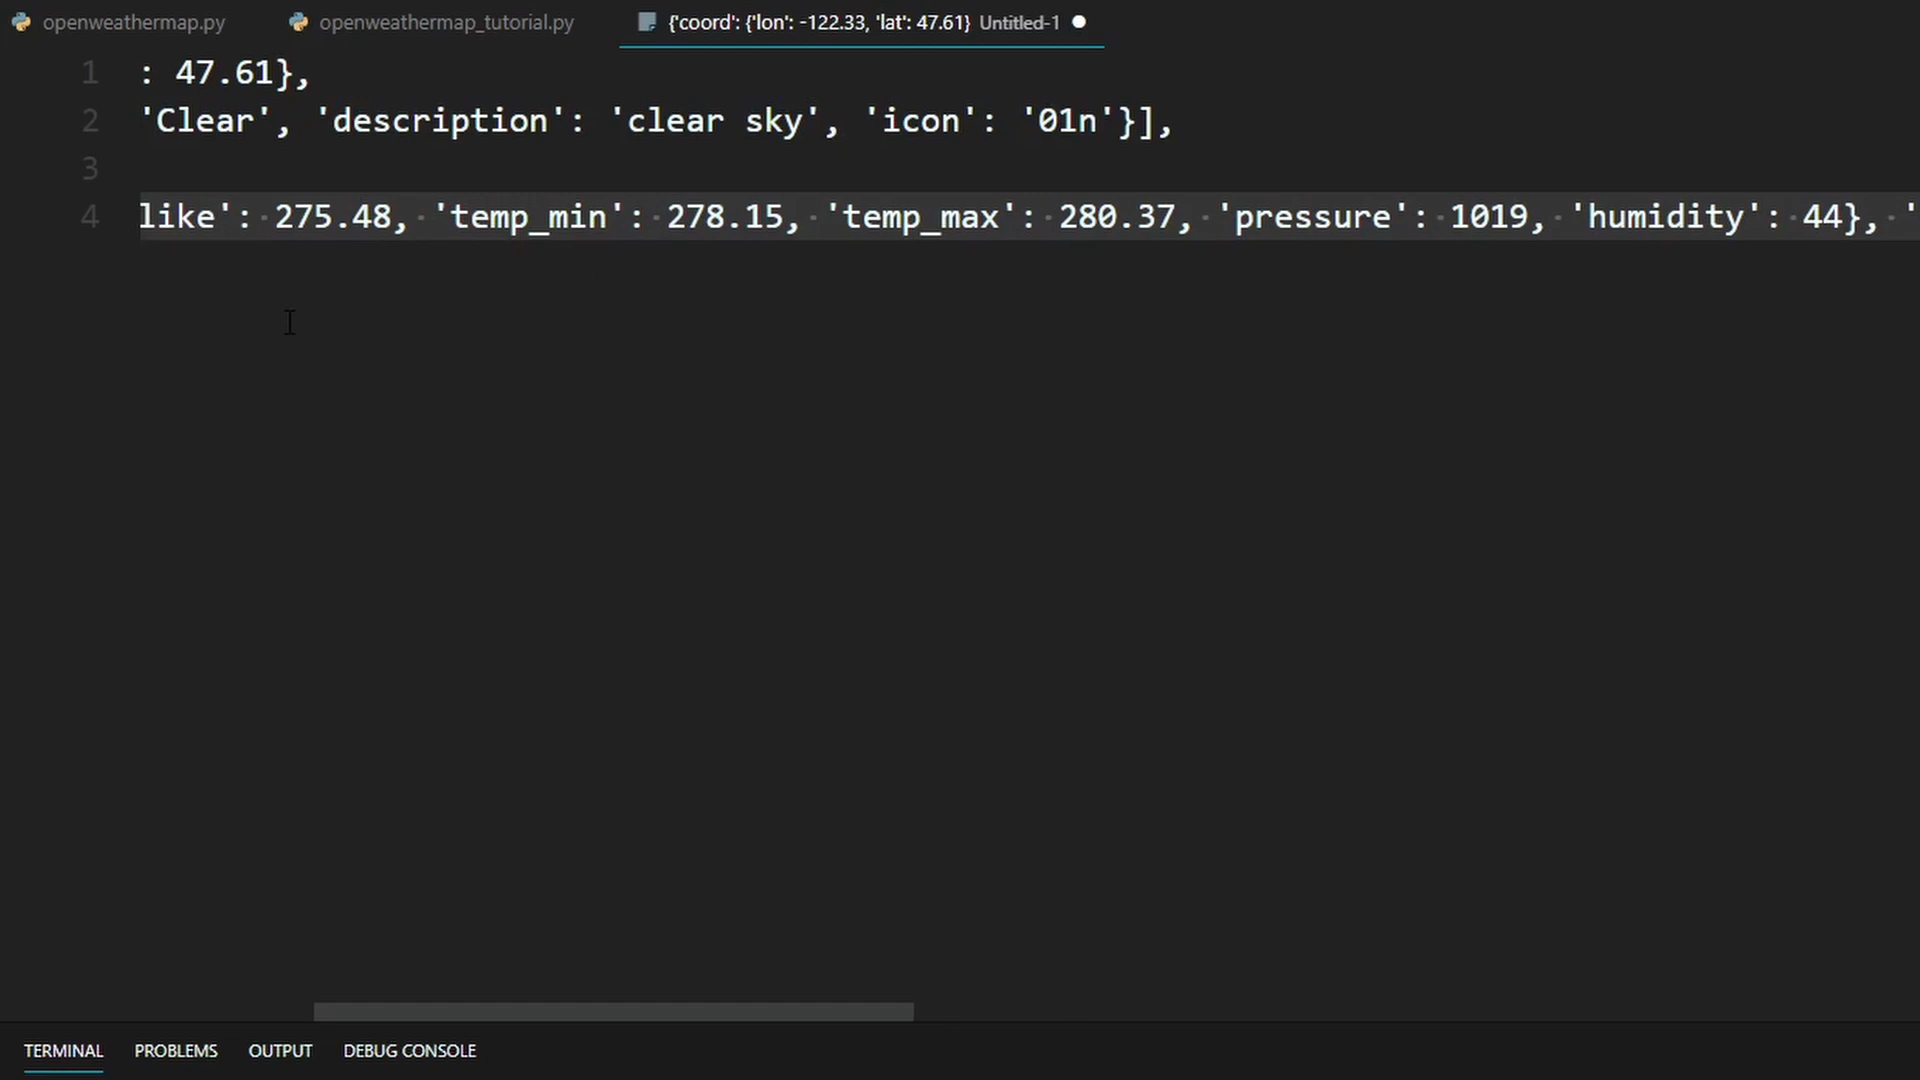 openweathermap.py openweathermap_tutorial.py {'coord': {'lon': -122.33, 'lat': 47.61} Untitled-1
1 : 47.61},
2 'Clear', 'description': 'clear sky', 'icon': '01n'}],
3
4 like': 275.48, 'temp_min': 278.15, 'temp_max': 280.37, 'pressure': 1019, 'humidity': 44}, '
TERMINAL PROBLEMS OUTPUT DEBUG CONSOLE